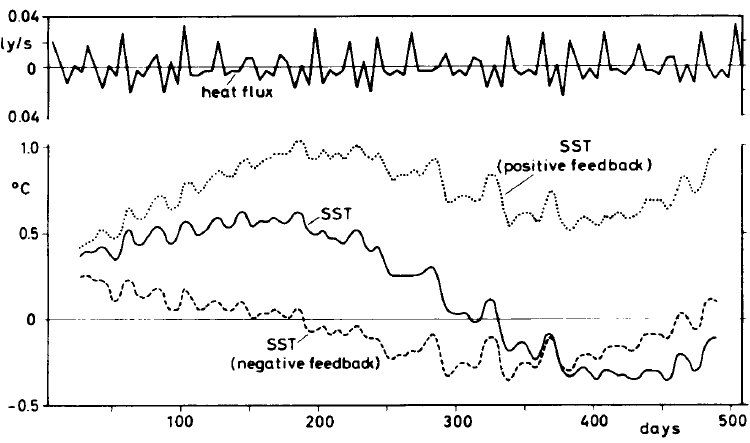 0.04
ly/s
0
heat flux
0.04
1.0
SST
(positive feedback)
°C
SST
0.5
0
SST
(negative feedback)
-0.5
100
200
300
400
days
500